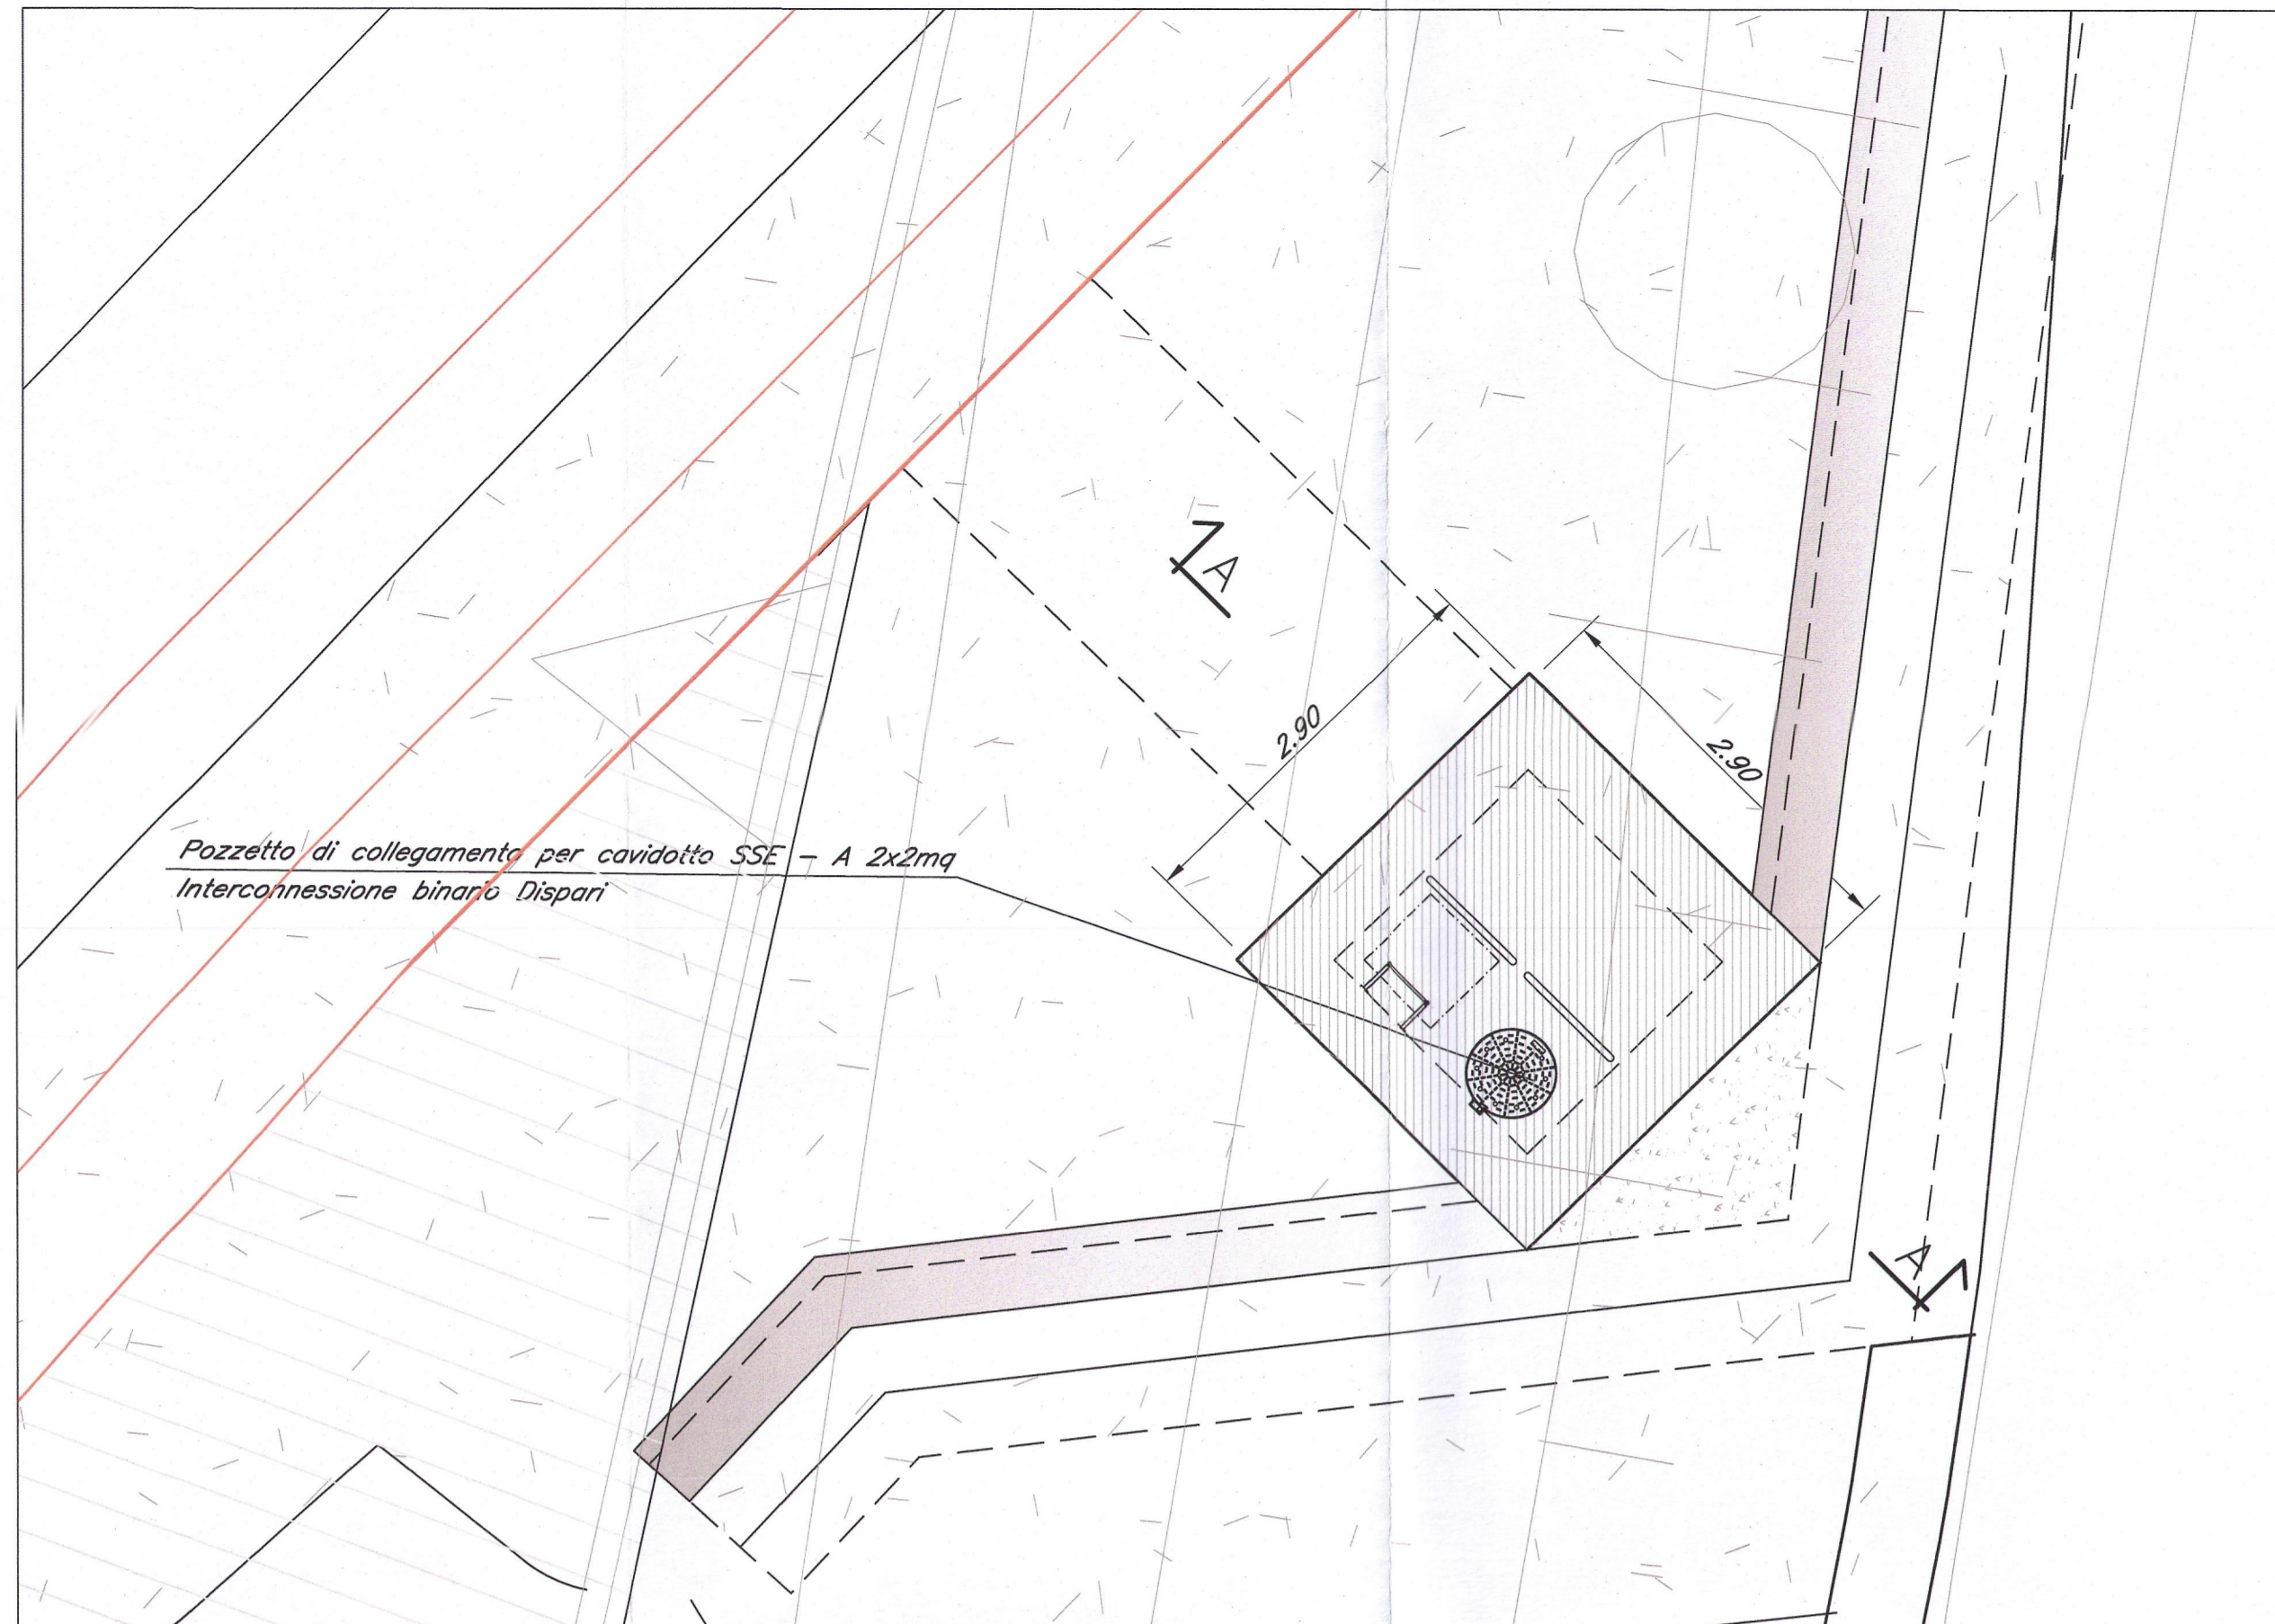 A
2.90
2.90
Pozzetto di collegamento per cavidotto SSE - A 2x2mq
Interconnessione binario Dispari
A